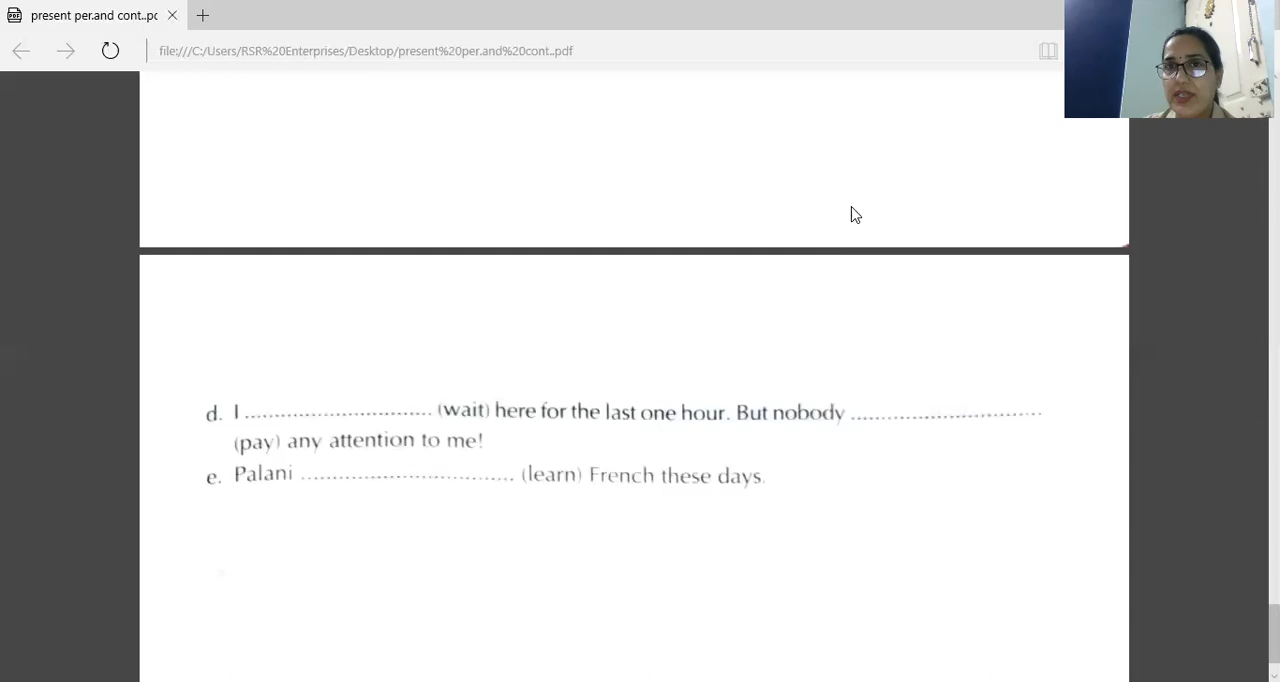 present per.and cont..pc
file:///C:/Users/RSR%20Enterprises/Desktop/present%20per.and%20cont..pdf
d. I ................................ (wait) here for the last one hour. But nobody ................................
(pay) any attention to me!
e. Palani ..................................... (learn) French these days.